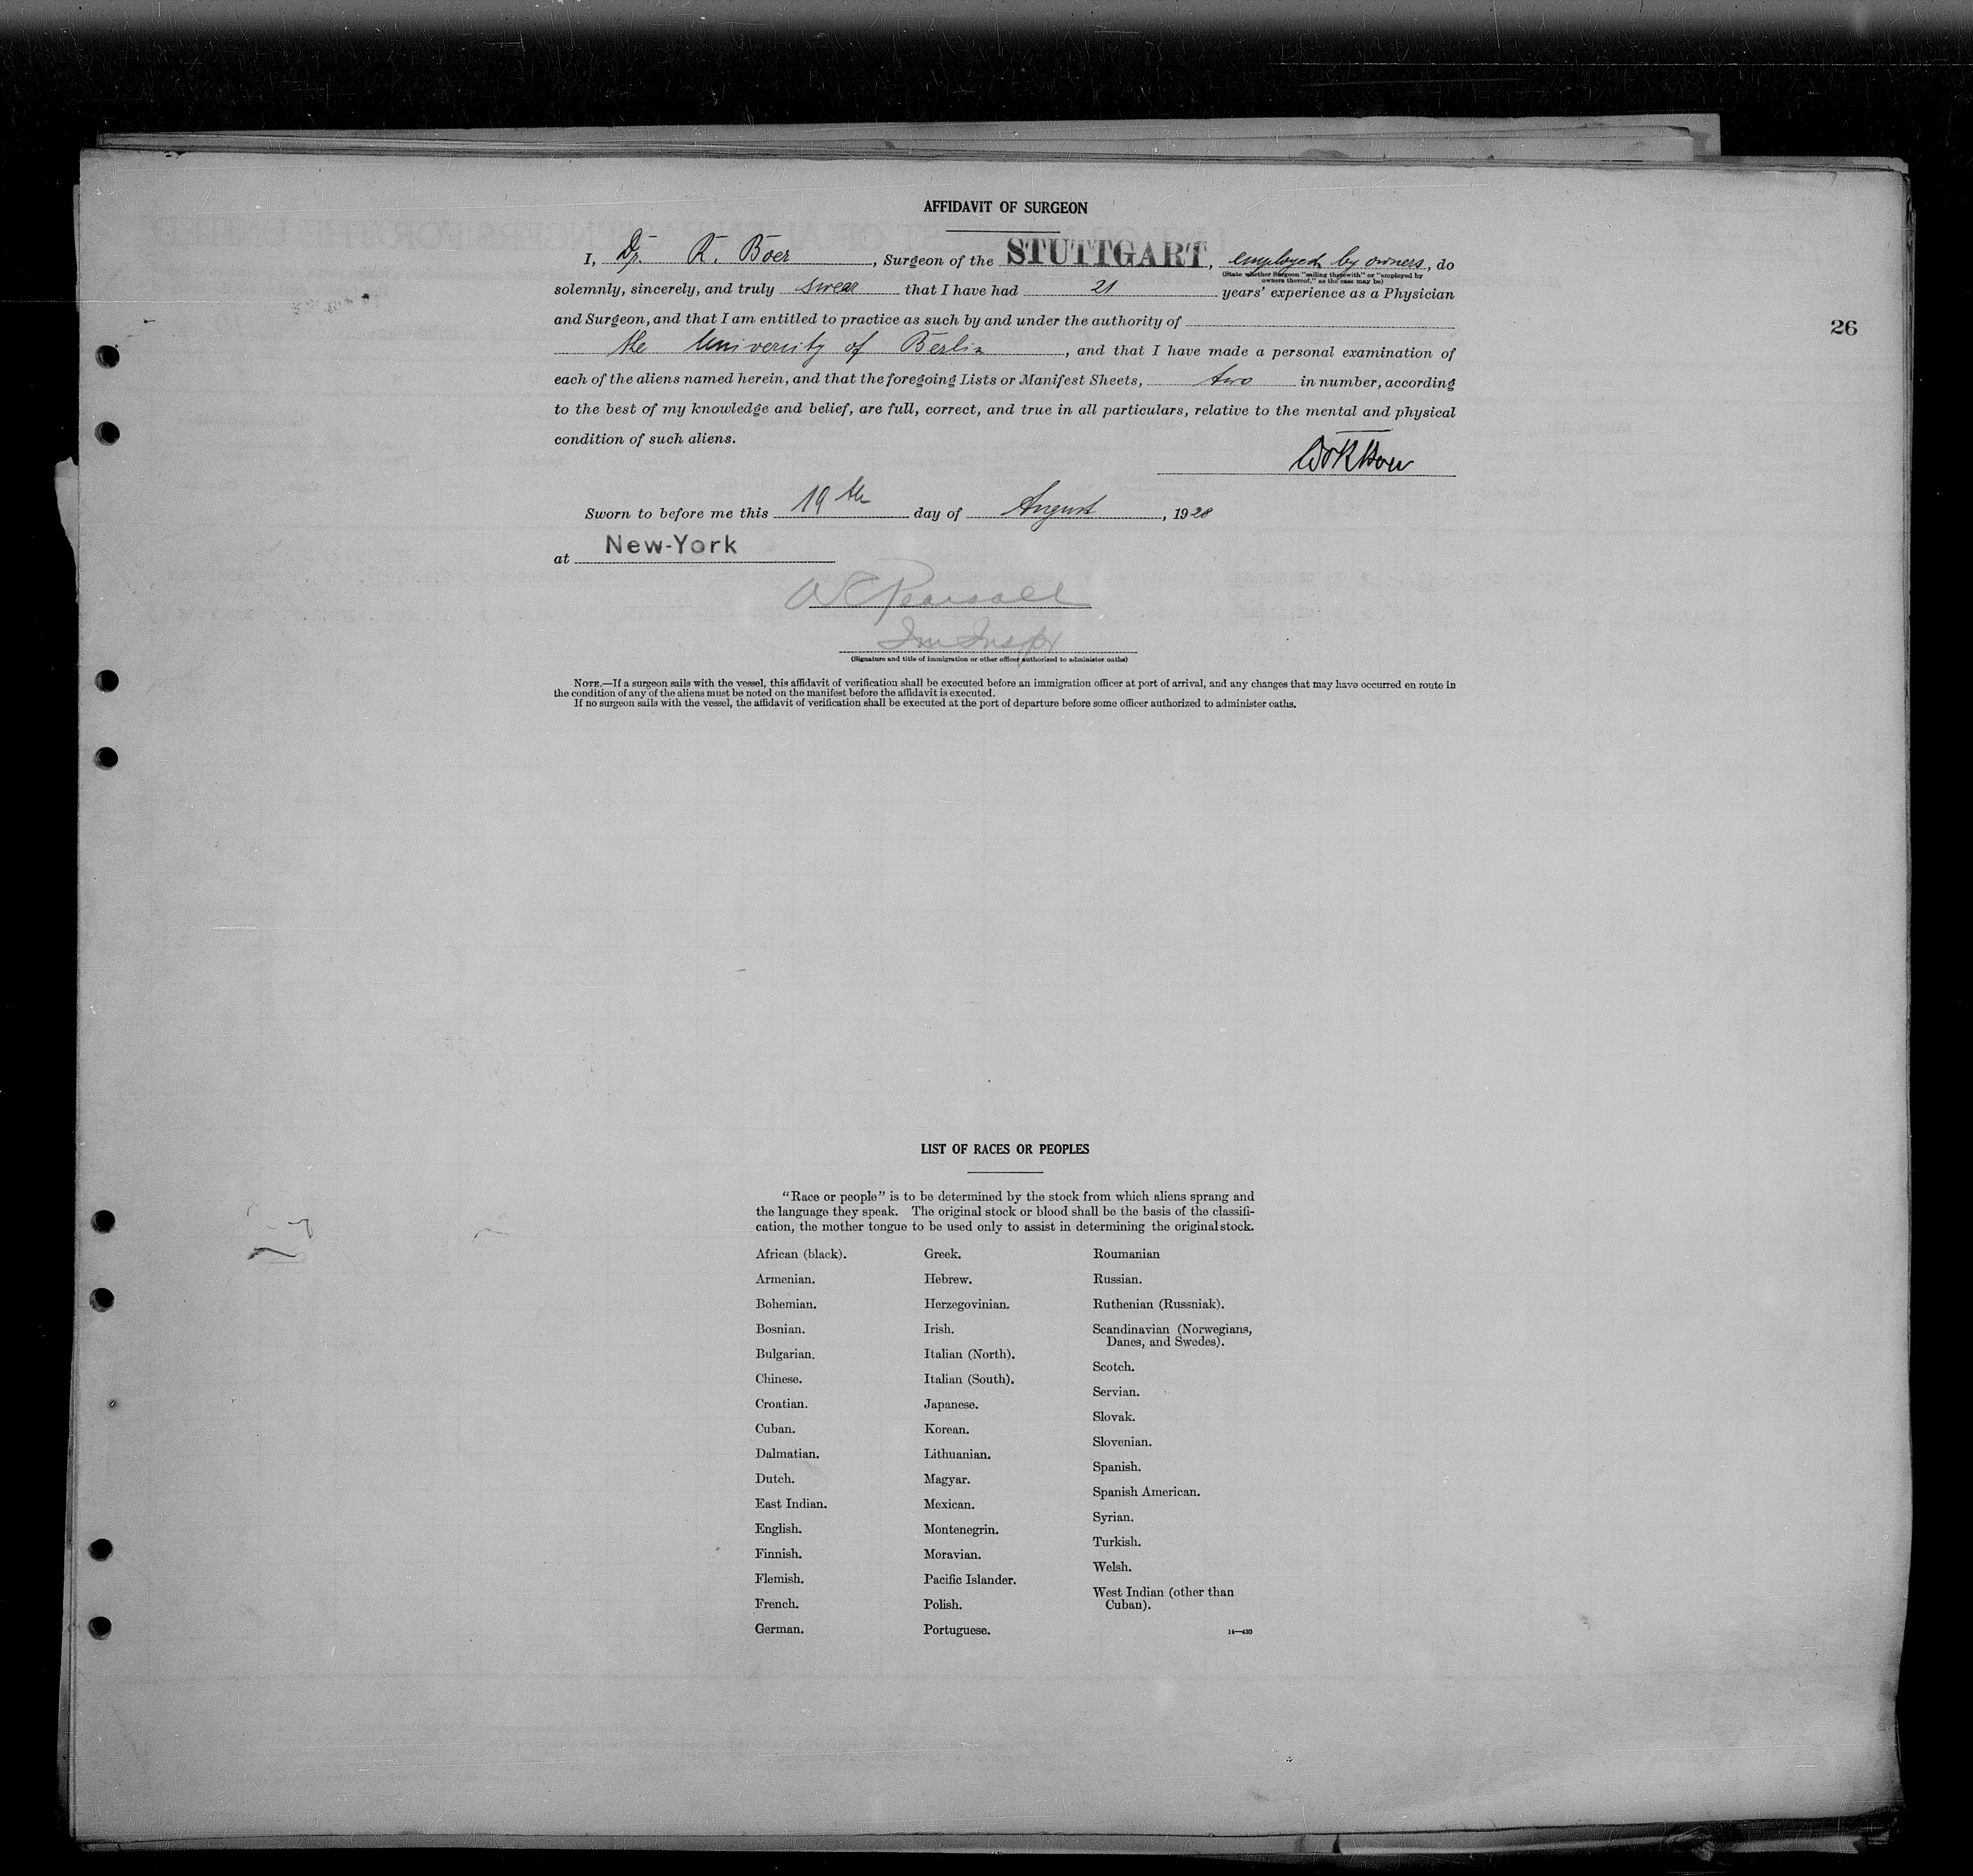 AFFIDAVIT OF SURGEON
I, Dr. R. Boer, Surgeon of the STUTTGART, employed by owners, do
(State whether Surgeon "sailing therewith" or "employed by
owners thereof," as the case may be)
solemnly, sincerely, and truly swear that I have had 21 years' experience as a Physician
and Surgeon, and that I am entitled to practice as such by and under the authority of
the University of Berlin, and that I have made a personal examination of
each of the aliens named herein, and that the foregoing Lists or Manifest Sheets, two in number, according
to the best of my knowledge and belief, are full, correct, and true in all particulars, relative to the mental and physical
condition of such aliens.
26
Sworn to before me this 19th day of August, 1928
at New-York
Pearsall
Im Inspr
(Signature and title of immigration or other officer authorized to administer oaths)
NOTE.—If a surgeon sails with the vessel, this affidavit of verification shall be executed before an immigration officer at port of arrival, and any changes that may have occurred en route in
the condition of any of the aliens must be noted on the manifest before the affidavit is executed.
If no surgeon sails with the vessel, the affidavit of verification shall be executed at the port of departure before some officer authorized to administer oaths.
LIST OF RACES OR PEOPLES
"Race or people" is to be determined by the stock from which aliens sprang and
the language they speak. The original stock or blood shall be the basis of the classifi-
cation, the mother tongue to be used only to assist in determining the original stock.
African (black).
Armenian.
Bohemian.
Bosnian.
Bulgarian.
Chinese.
Croatian.
Cuban.
Dalmatian.
Dutch.
East Indian.
English.
Finnish.
Flemish.
French.
German.
Greek.
Hebrew.
Herzegovinian.
Irish.
Italian (North).
Italian (South).
Japanese.
Korean.
Lithuanian.
Magyar.
Mexican.
Montenegrin.
Moravian.
Pacific Islander.
Polish.
Portuguese.
Roumanian
Russian.
Ruthenian (Russniak).
Scandinavian (Norwegians,
Danes, and Swedes).
Scotch.
Servian.
Slovak.
Slovenian.
Spanish.
Spanish American.
Syrian.
Turkish.
Welsh.
West Indian (other than
Cuban).
14—430